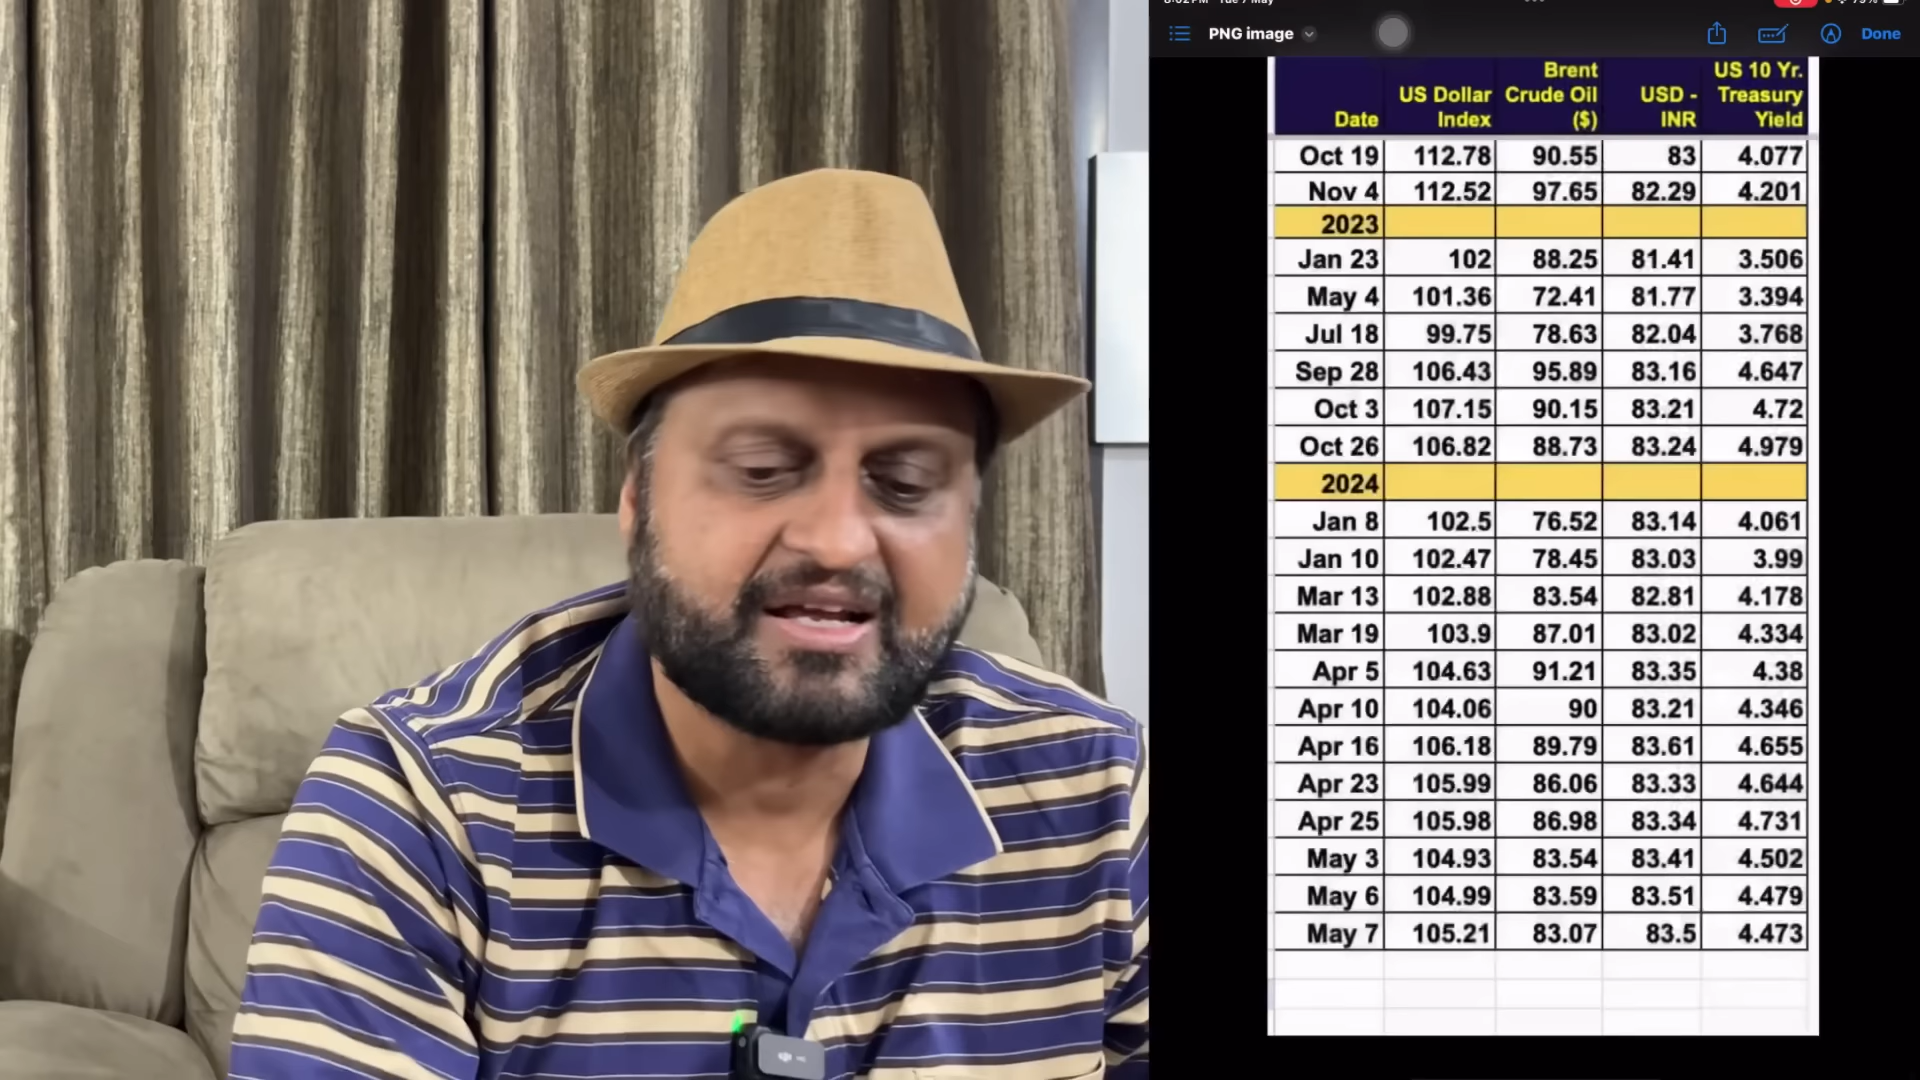 PNG image
Done
Date US Dollar Index Brent Crude Oil ($) USD - INR US 10 Yr. Treasury Yield
Oct 19 112.78 90.55 83 4.077
Nov 4 112.52 97.65 82.29 4.201
2023
Jan 23 102 88.25 81.41 3.506
May 4 101.36 72.41 81.77 3.394
Jul 18 99.75 78.63 82.04 3.768
Sep 28 106.43 95.89 83.16 4.647
Oct 3 107.15 90.15 83.21 4.72
Oct 26 106.82 88.73 83.24 4.979
2024
Jan 8 102.5 76.52 83.14 4.061
Jan 10 102.47 78.45 83.03 3.99
Mar 13 102.88 83.54 82.81 4.178
Mar 19 103.9 87.01 83.02 4.334
Apr 5 104.63 91.21 83.35 4.38
Apr 10 104.06 90 83.21 4.346
Apr 16 106.18 89.79 83.61 4.655
Apr 23 105.99 86.06 83.33 4.644
Apr 25 105.98 86.98 83.34 4.731
May 3 104.93 83.54 83.41 4.502
May 6 104.99 83.59 83.51 4.479
May 7 105.21 83.07 83.5 4.473